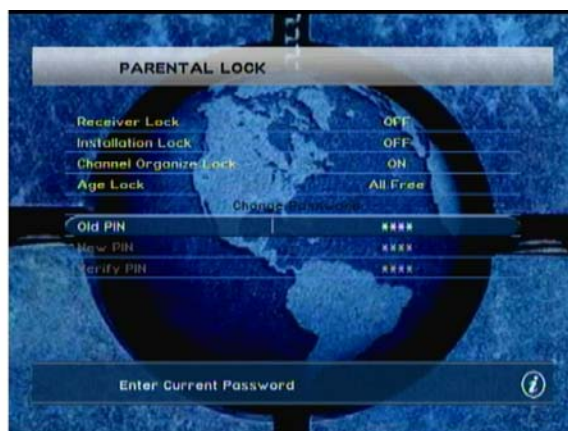 PARENTAL LOCK
Receiver Lock OFF
Installation Lock OFF
Channel Organize Lock ON
Age Lock All Free
Change Password
Old PIN ****
New PIN ****
Verify PIN ****
Enter Current Password
i